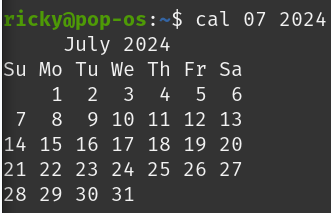 ricky@pop-os:~$ cal 07 2024
     July 2024
Su Mo Tu We Th Fr Sa
    1  2  3  4  5  6
 7  8  9 10 11 12 13
14 15 16 17 18 19 20
21 22 23 24 25 26 27
28 29 30 31